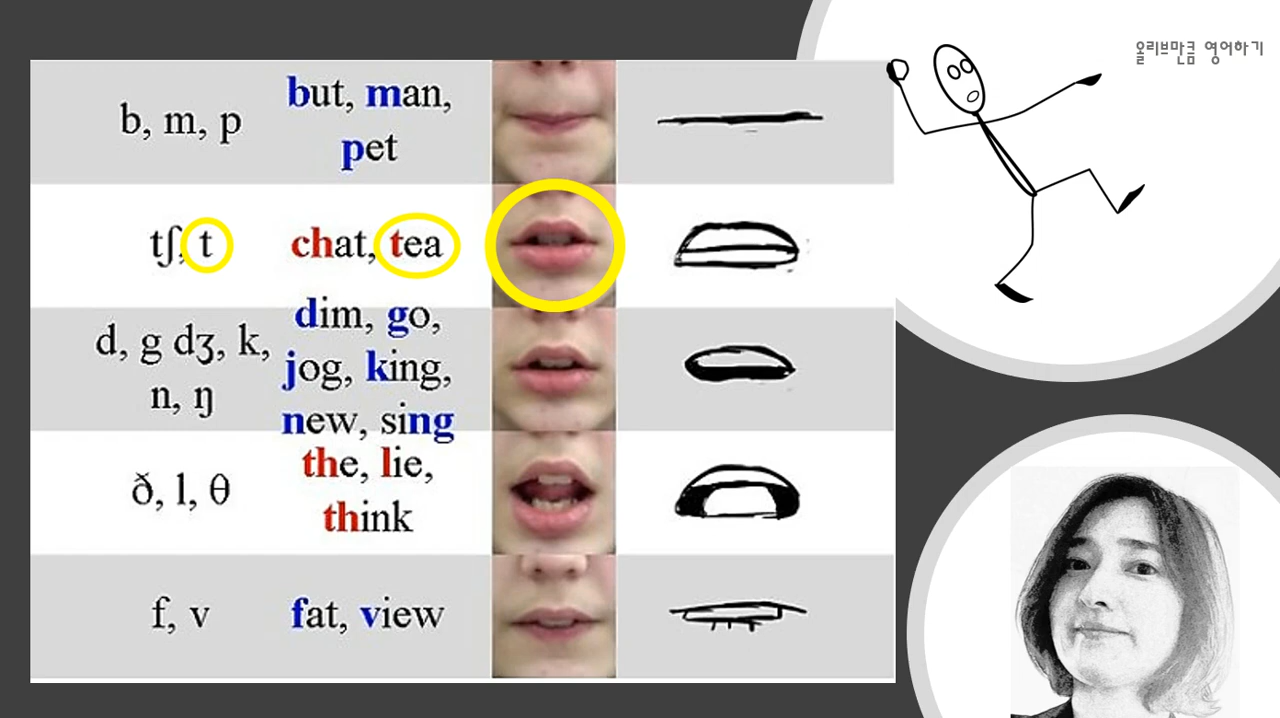 올리브만큼 영어하기
b, m, p
but, man,
pet
tʃ, t
chat, tea
d, g dʒ, k,
n, ŋ
dim, go,
jog, king,
new, sing
ð, l, θ
the, lie,
think
f, v
fat, view